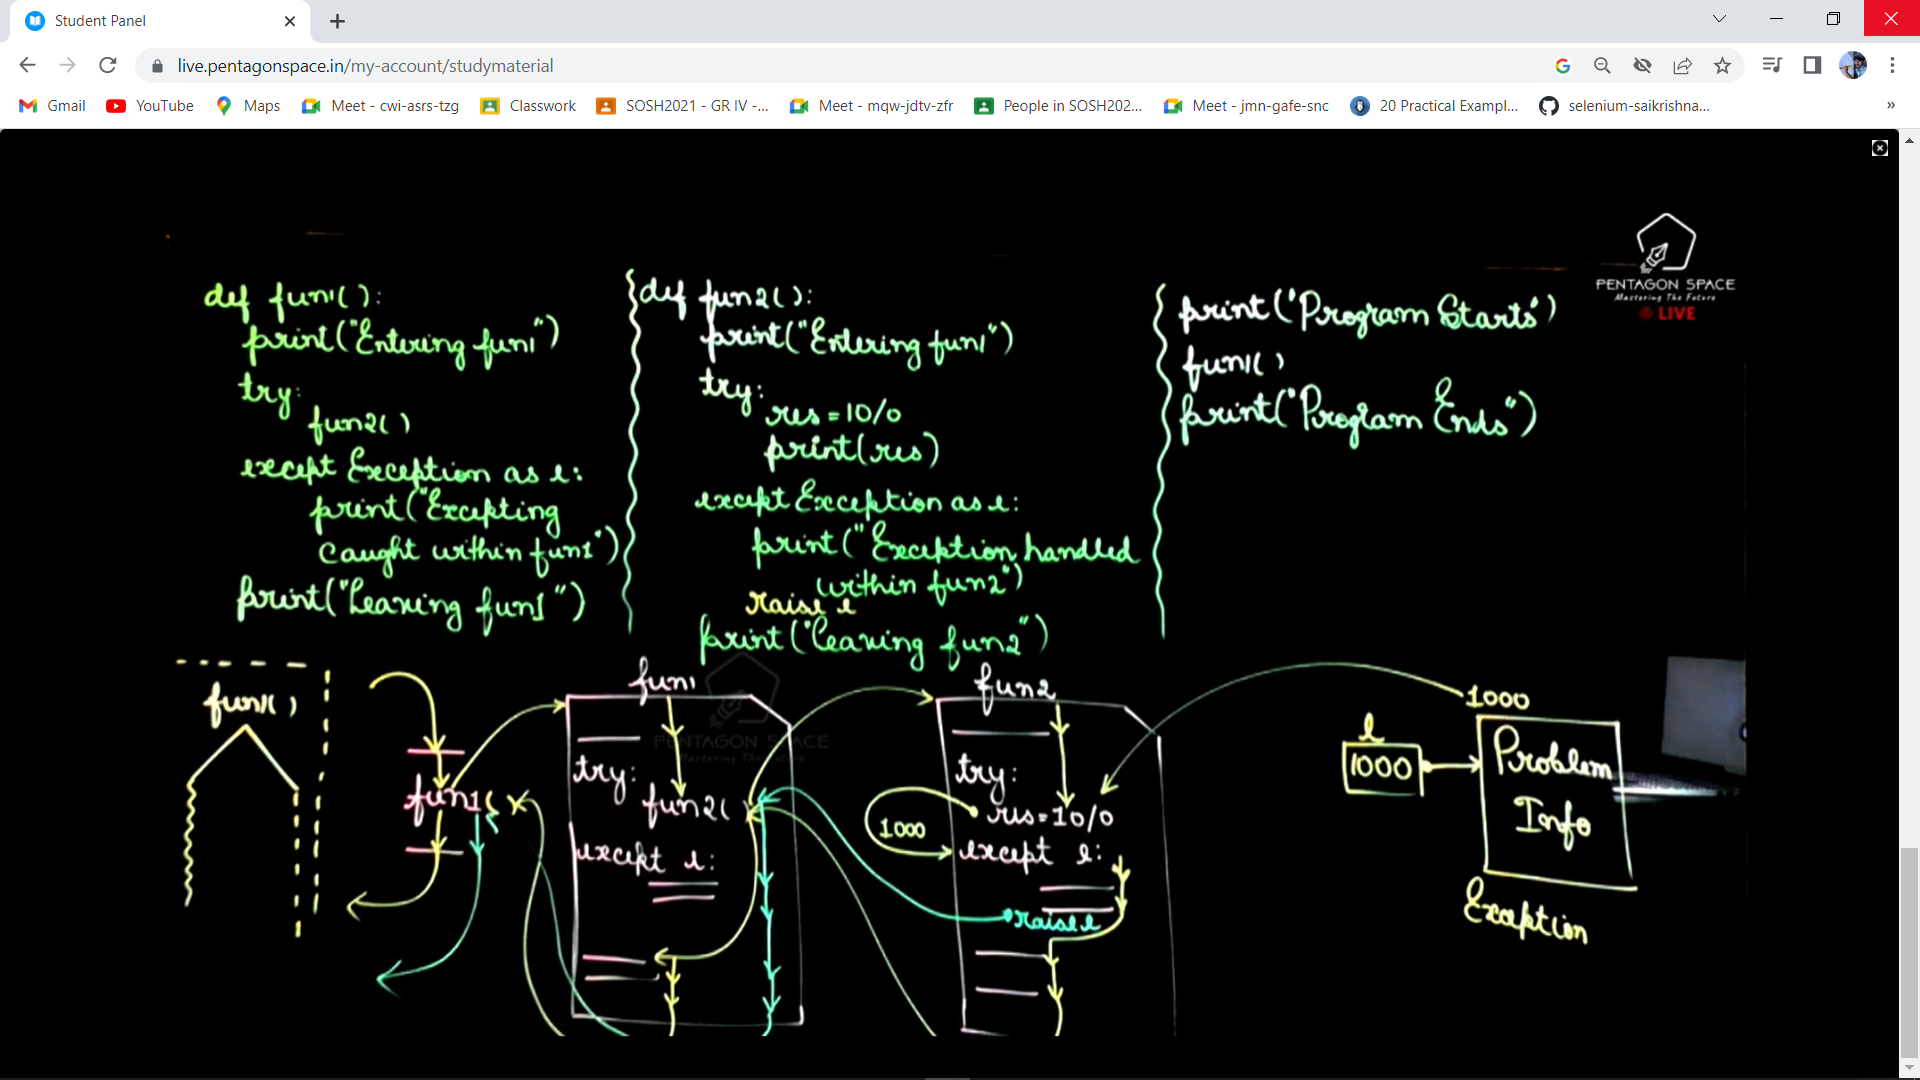 Student Panel
live.pentagonspace.in/my-account/studymaterial
Gmail
YouTube
Maps
Meet - cwi-asrs-tzg
Classwork
SOSH2021 - GR IV -...
Meet - mqw-jdtv-zfr
People in SOSH202...
Meet - jmn-gafe-snc
20 Practical Exampl...
selenium-saikrishna...
»
PENTAGON SPACE
Mastering The Future
LIVE
def fun1():
print("Entering fun1")
try:
fun2()
except Exception as e:
print("Excepting
caught within fun1")
print("Leaving fun1")
def fun2():
print("Entering fun1")
try:
res = 10/0
print(res)
except Exception as e:
print("Exception handled
within fun2")
raise e
print("Leaving fun2")
print("Program Starts")
fun1()
print("Program Ends")
fun1()
fun1(
fun1
try:
fun2(
except e:
PENTAGON SPACE
Mastering The Future
fun2
try:
res=10/0
1000
except e:
raise e
1000
e
1000
Problem
Info
Exception